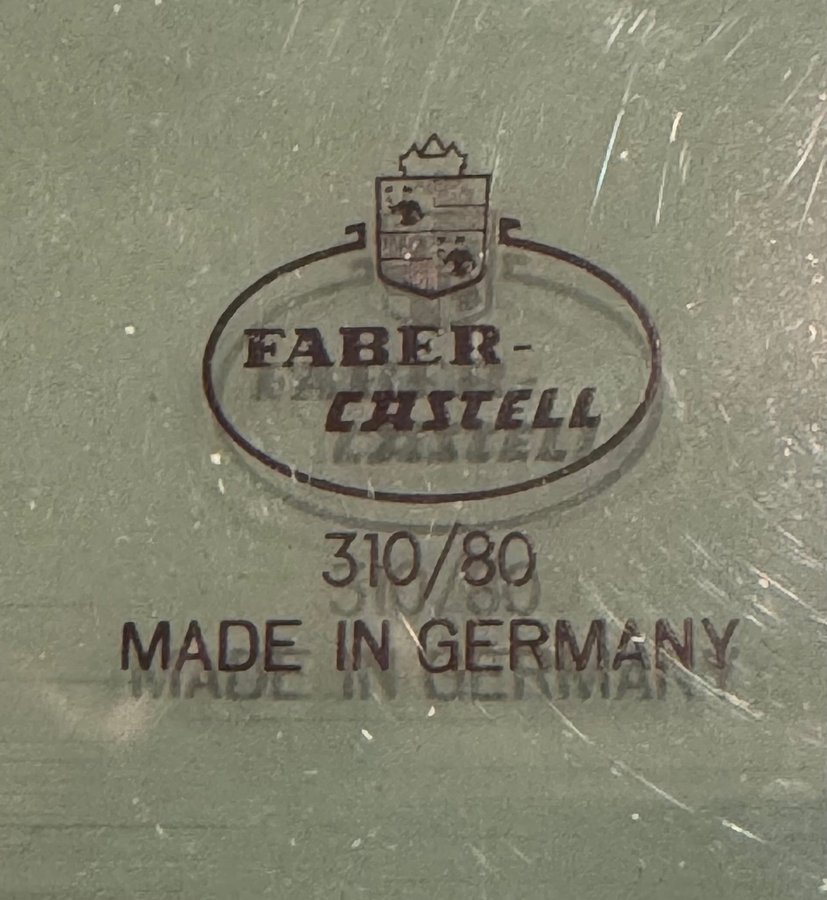 FABER-
CASTELL
310/80
MADE IN GERMANY